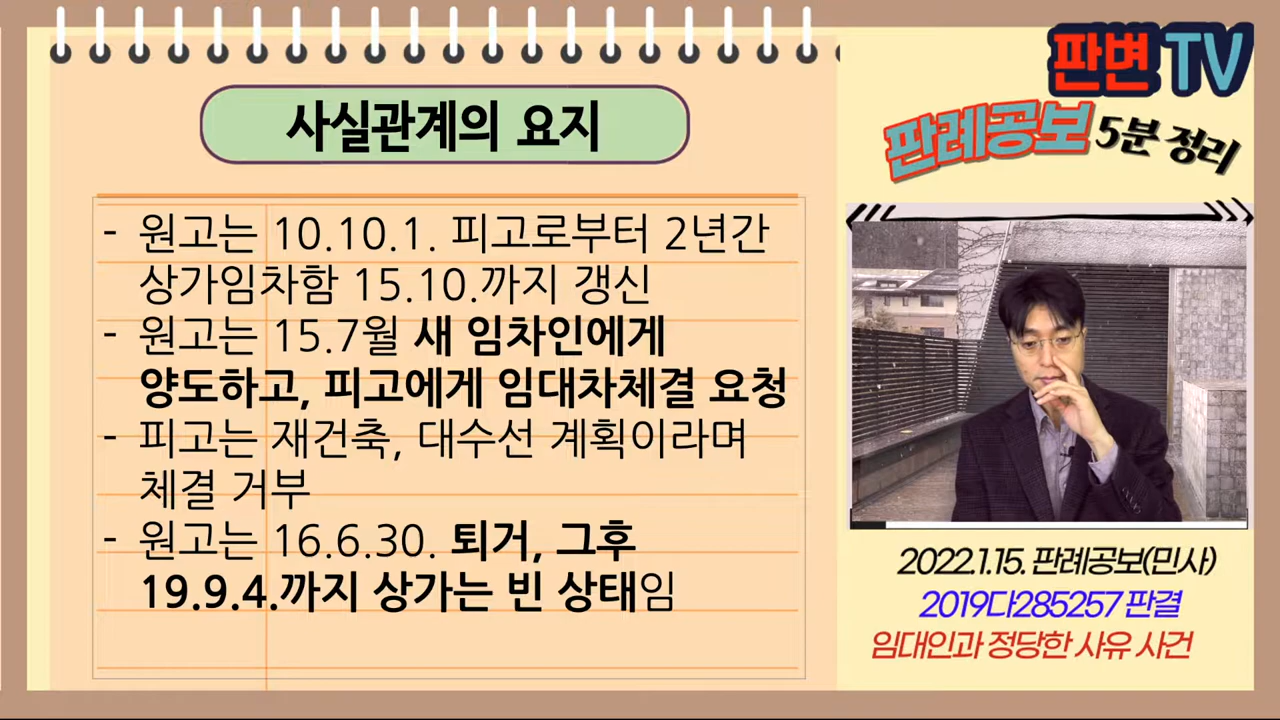 사실관계의 요지
- 원고는 10.10.1. 피고로부터 2년간
상가임차함 15.10.까지 갱신
- 원고는 15.7월 새 임차인에게
양도하고, 피고에게 임대차체결 요청
- 피고는 재건축, 대수선 계획이라며
체결 거부
- 원고는 16.6.30. 퇴거, 그후
19.9.4.까지 상가는 빈 상태임
판변 TV
판례공보 5분 정리
2022.1.15. 판례공보(민사)
2019다285257 판결
임대인과 정당한 사유 사건